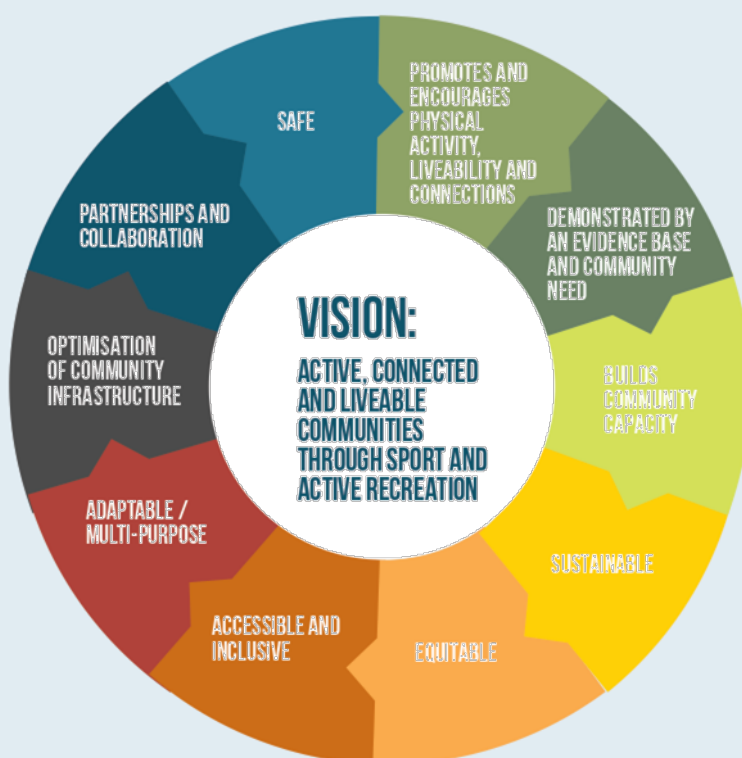 SAFE
PROMOTES AND
ENCOURAGES
PHYSICAL
ACTIVITY,
LIVEABILITY AND
CONNECTIONS
DEMONSTRATED BY
AN EVIDENCE BASE
AND COMMUNITY
NEED
BUILDS
COMMUNITY
CAPACITY
SUSTAINABLE
EQUITABLE
ACCESSIBLE AND
INCLUSIVE
ADAPTABLE /
MULTI-PURPOSE
OPTIMISATION
OF COMMUNITY
INFRASTRUCTURE
PARTNERSHIPS AND
COLLABORATION
VISION:
ACTIVE, CONNECTED
AND LIVEABLE
COMMUNITIES
THROUGH SPORT AND
ACTIVE RECREATION